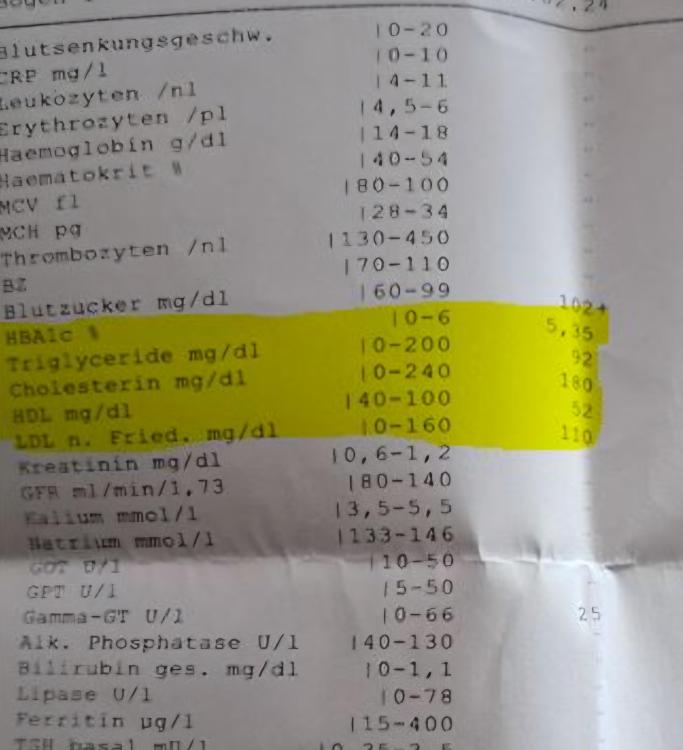 Blutsenkungsgeschw. |0-20
CRP mg/l |0-10
Leukozyten /nl |4-11
Erythrozyten /pl |4,5-6
Haemoglobin g/dl |14-18
Haematokrit % |40-54
MCV fl |80-100
MCH pg |28-34
Thrombozyten /nl |130-450
BZ |70-110
Blutzucker mg/dl |60-99 102+
HBA1c % |0-6 5,35
Triglyceride mg/dl |0-200 92
Cholesterin mg/dl |0-240 180
HDL mg/dl |40-100 52
LDL n. Fried. mg/dl |0-160 110
Kreatinin mg/dl |0,6-1,2
GFR ml/min/1,73 |80-140
Kalium mmol/l |3,5-5,5
Natrium mmol/l |133-146
GOT U/l |10-50
GPT U/l |5-50
Gamma-GT U/l |0-66 25
Alk. Phosphatase U/l |40-130
Bilirubin ges. mg/dl |0-1,1
Lipase U/l |0-78
Ferritin µg/l |15-400
TSH basal mU/l